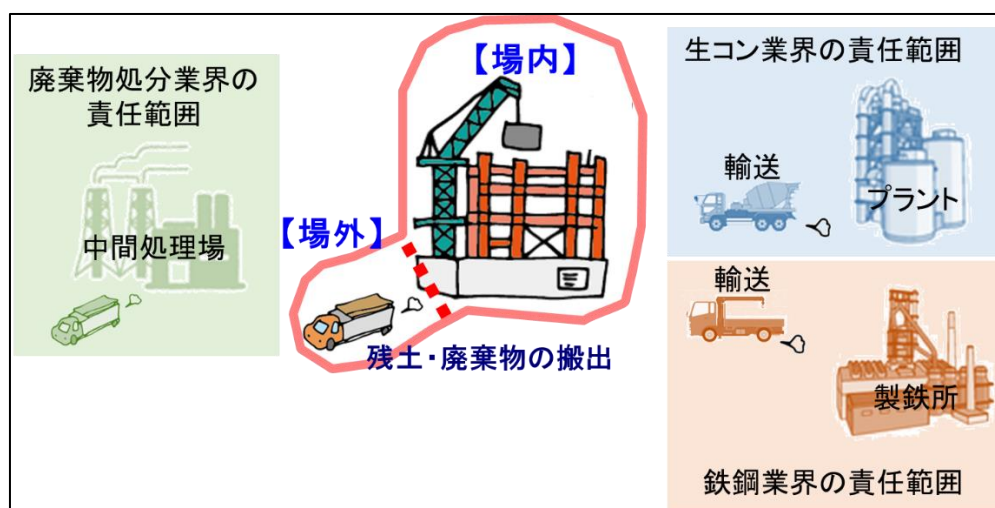 廃棄物処分業界の
責任範囲
中間処理場
【場内】
【場外】
残土・廃棄物の搬出
生コン業界の責任範囲
輸送
プラント
輸送
製鉄所
鉄鋼業界の責任範囲